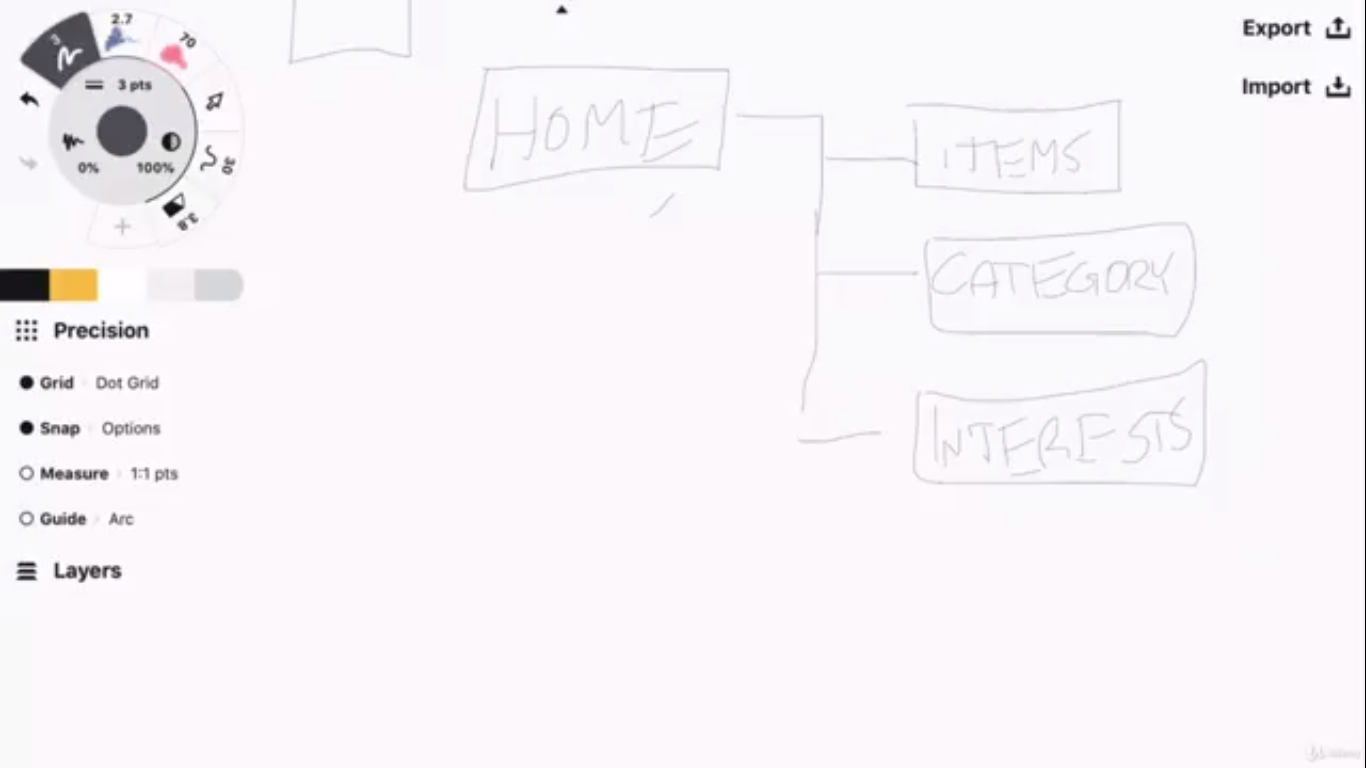 2.7
70
3
3 pts
0%
100%
30
3.8
Export
Import
HOME
ITEMS
CATEGORY
INTERESTS
Precision
Grid Dot Grid
Snap Options
Measure 1:1 pts
Guide Arc
Layers